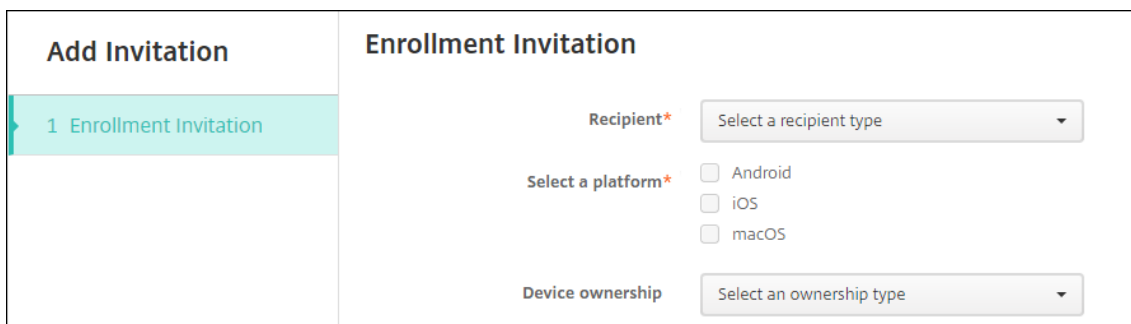 Add Invitation
1 Enrollment Invitation
Enrollment Invitation
Recipient*
Select a recipient type
Select a platform*
Android
iOS
macOS
Device ownership
Select an ownership type